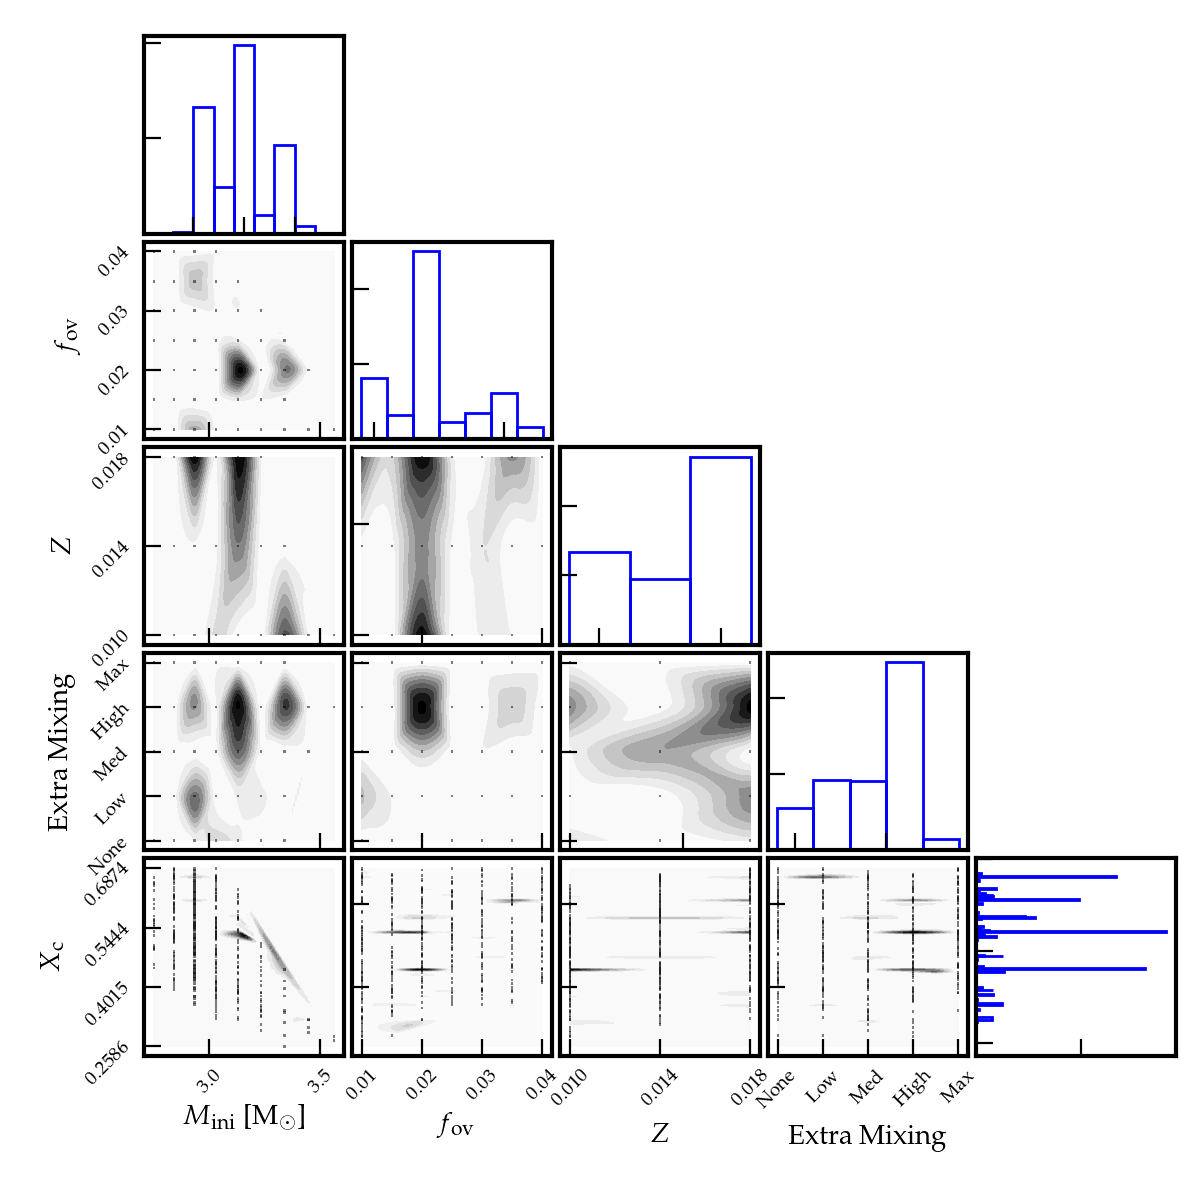 0.04
0.03
0.02
0.01
f_ov
0.018
0.014
0.010
Z
Max
High
Med
Low
None
Extra Mixing
0.6874
0.5444
0.4015
0.2586
X_c
3.0
3.5
M_ini [M_☉]
0.01
0.02
0.03
0.04
f_ov
0.010
0.014
0.018
Z
None
Low
Med
High
Max
Extra Mixing